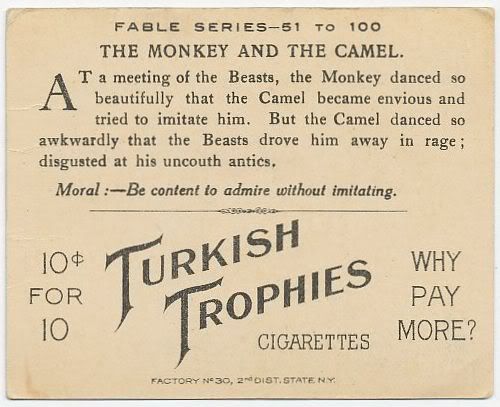 FABLE SERIES—51 TO 100
THE MONKEY AND THE CAMEL.
AT a meeting of the Beasts, the Monkey danced so
beautifully that the Camel became envious and
tried to imitate him. But the Camel danced so
awkwardly that the Beasts drove him away in rage;
disgusted at his uncouth antics.
Moral:—Be content to admire without imitating.
10¢
FOR
10
TURKISH
TROPHIES
CIGARETTES
WHY
PAY
MORE?
FACTORY Nº 30, 2nd DIST. STATE N.Y.